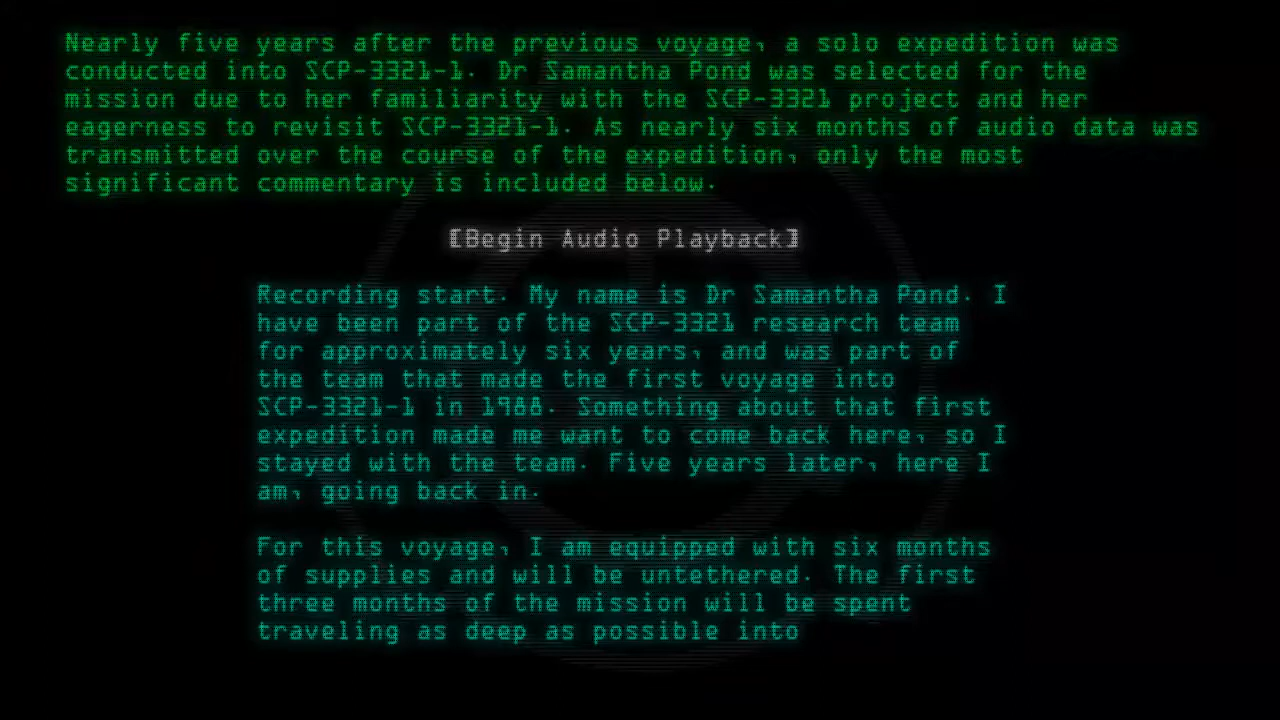 Nearly five years after the previous voyage, a solo expedition was
conducted into SCP-3321-1. Dr Samantha Pond was selected for the
mission due to her familiarity with the SCP-3321 project and her
eagerness to revisit SCP-3321-1. As nearly six months of audio data was
transmitted over the course of the expedition, only the most
significant commentary is included below.
[Begin Audio Playback]
Recording start. My name is Dr Samantha Pond. I
have been part of the SCP-3321 research team
for approximately six years, and was part of
the team that made the first voyage into
SCP-3321-1 in 1988. Something about that first
expedition made me want to come back here, so I
stayed with the team. Five years later, here I
am, going back in.
For this voyage, I am equipped with six months
of supplies and will be untethered. The first
three months of the mission will be spent
traveling as deep as possible into